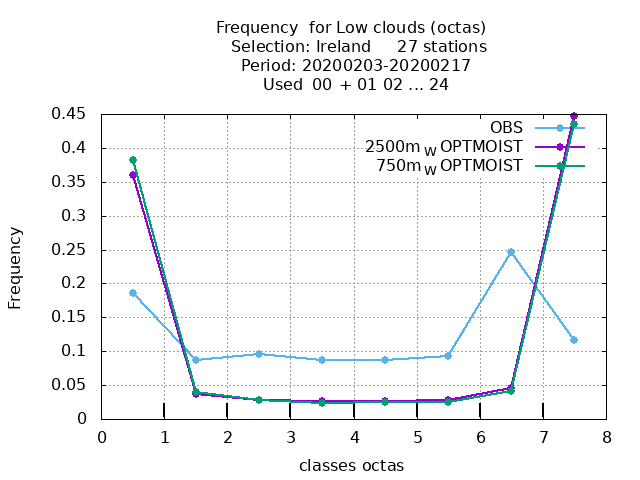 Frequency  for Low clouds (octas)
Selection: Ireland     27 stations
Period: 20200203-20200217
Used  00 + 01 02 ... 24
0.45
0.4
0.35
0.3
0.25
0.2
0.15
0.1
0.05
0
Frequency
OBS
2500m W OPTMOIST
750m W OPTMOIST
0 1 2 3 4 5 6 7 8
classes octas